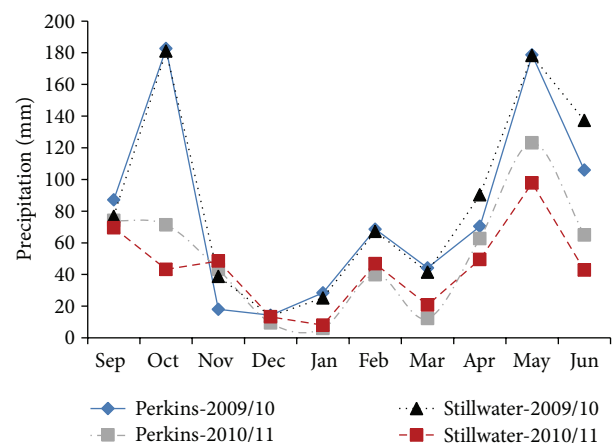 Precipitation (mm)
200
180
160
140
120
100
80
60
40
20
0
Sep Oct Nov Dec Jan Feb Mar Apr May Jun
Perkins-2009/10 Stillwater-2009/10
Perkins-2010/11 Stillwater-2010/11